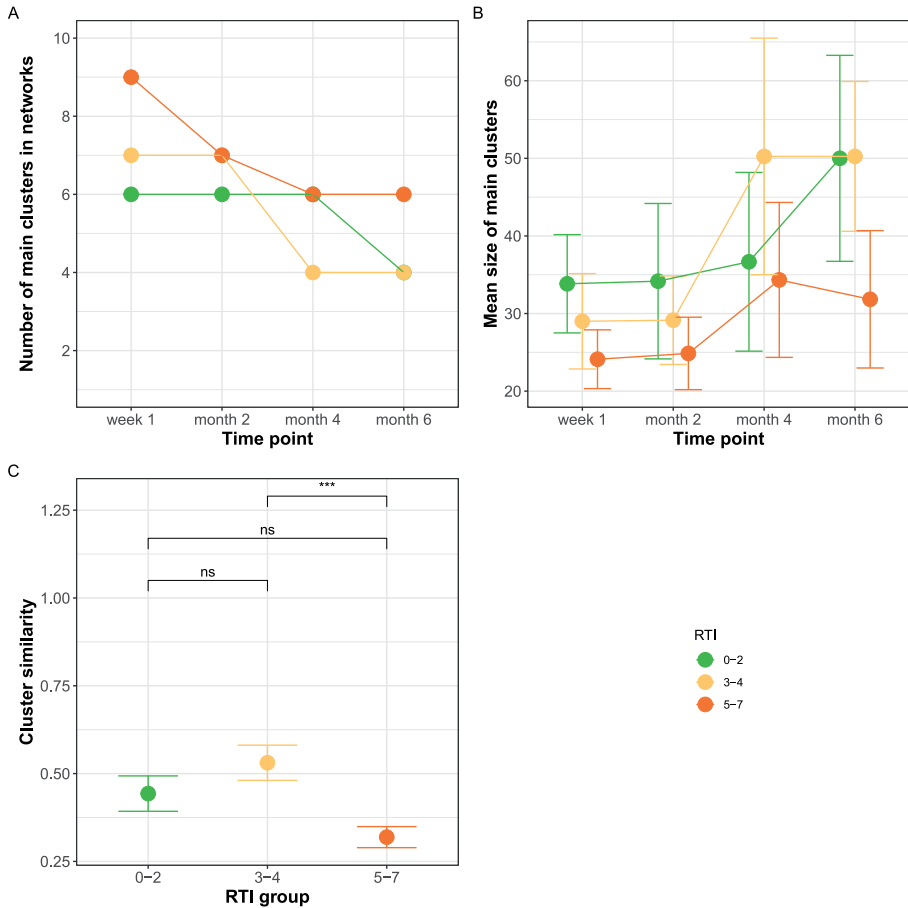 A
Number of main clusters in networks
10
8
6
4
2
week 1 month 2 month 4 month 6
Time point
B
Mean size of main clusters
60
50
40
30
20
week 1 month 2 month 4 month 6
Time point
C
Cluster similarity
1.25
1.00
0.75
0.50
0.25
***
ns
ns
0−2 3−4 5−7
RTI group
RTI
0−2
3−4
5−7